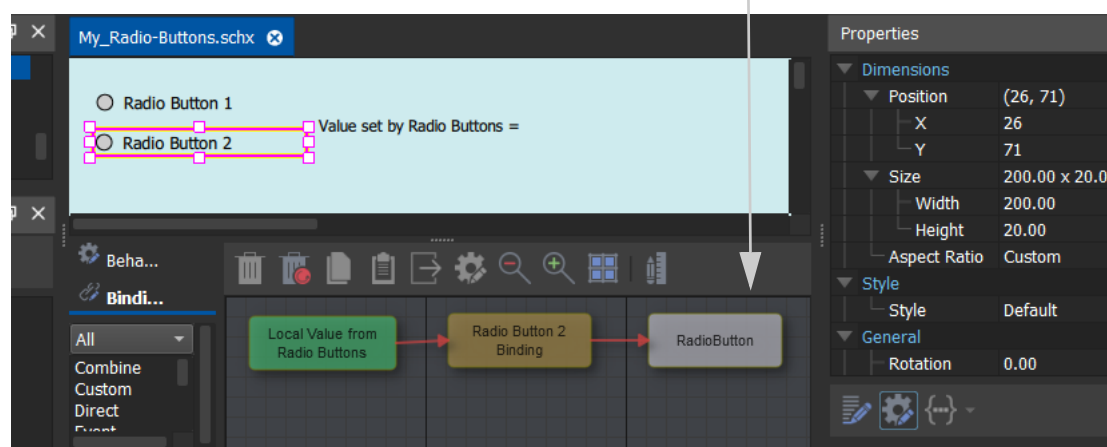 My_Radio-Buttons.schx
Radio Button 1
Value set by Radio Buttons =
Radio Button 2
Beha...
Bindi...
All
Combine
Custom
Direct
Event
Local Value from
Radio Buttons
Radio Button 2
Binding
RadioButton
Properties
Dimensions
Position (26, 71)
X 26
Y 71
Size 200.00 x 20.0
Width 200.00
Height 20.00
Aspect Ratio Custom
Style
Style Default
General
Rotation 0.00